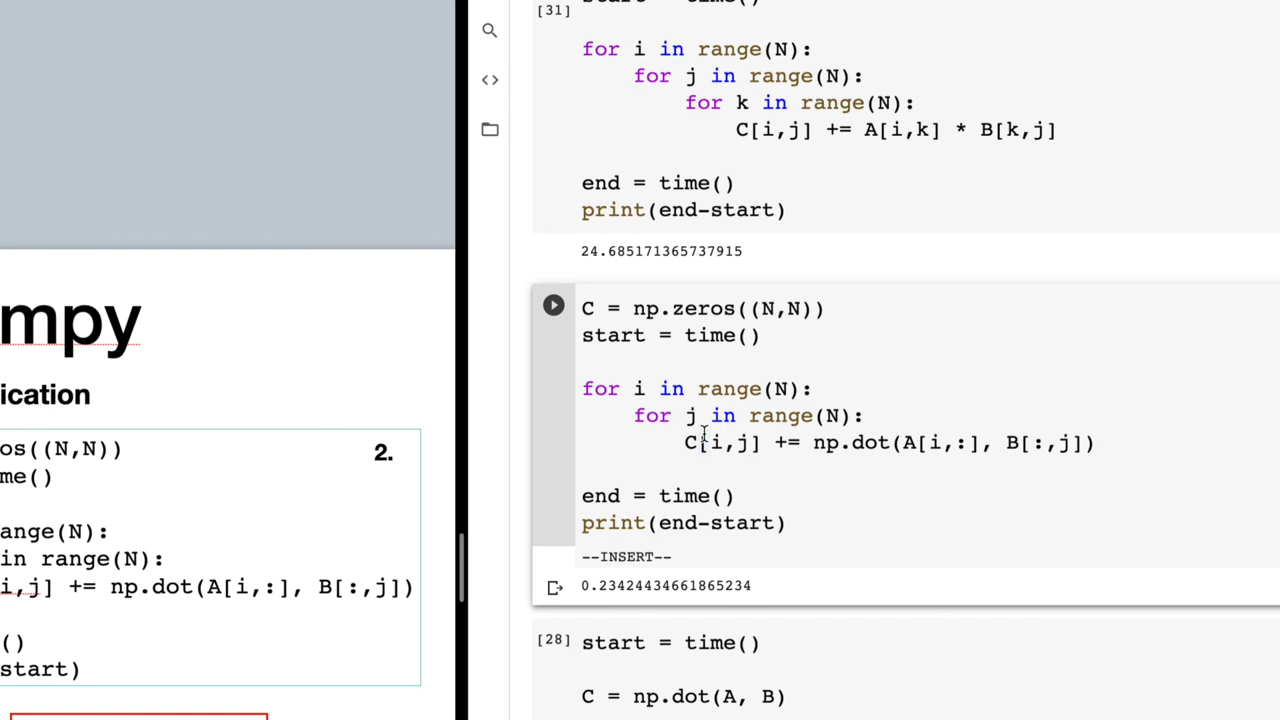 mpy
ication
os((N,N))
2.
me()
ange(N):
in range(N):
i,j] += np.dot(A[i,:], B[:,j])
()
start)
[31]
for i in range(N):
for j in range(N):
for k in range(N):
C[i,j] += A[i,k] * B[k,j]
end = time()
print(end-start)
24.685171365737915
C = np.zeros((N,N))
start = time()
for i in range(N):
for j in range(N):
C[i,j] += np.dot(A[i,:], B[:,j])
end = time()
print(end-start)
--INSERT--
0.23424434661865234
[28]
start = time()
C = np.dot(A, B)